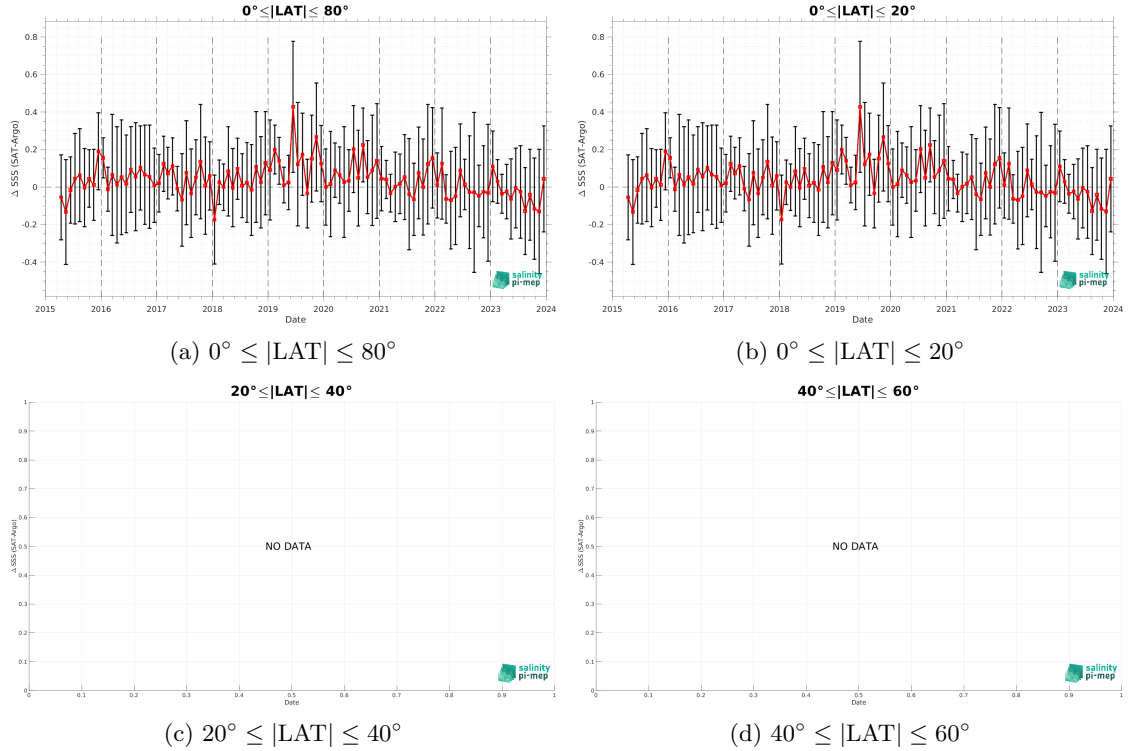 0°≤|LAT|≤ 80°
Δ SSS (SAT-Argo)
0.8
0.6
0.4
0.2
0
-0.2
-0.4
2015 2016 2017 2018 2019 2020 2021 2022 2023 2024
Date
salinity
pi-mep
(a) 0° ≤ |LAT| ≤ 80°
0°≤|LAT|≤ 20°
Δ SSS (SAT-Argo)
0.8
0.6
0.4
0.2
0
-0.2
-0.4
2015 2016 2017 2018 2019 2020 2021 2022 2023 2024
Date
salinity
pi-mep
(b) 0° ≤ |LAT| ≤ 20°
20°≤|LAT|≤ 40°
Δ SSS (SAT-Argo)
1
0.9
0.8
0.7
0.6
0.5
0.4
0.3
0.2
0.1
0
NO DATA
0 0.1 0.2 0.3 0.4 0.5 0.6 0.7 0.8 0.9 1
Date
salinity
pi-mep
(c) 20° ≤ |LAT| ≤ 40°
40°≤|LAT|≤ 60°
Δ SSS (SAT-Argo)
1
0.9
0.8
0.7
0.6
0.5
0.4
0.3
0.2
0.1
0
NO DATA
0 0.1 0.2 0.3 0.4 0.5 0.6 0.7 0.8 0.9 1
Date
salinity
pi-mep
(d) 40° ≤ |LAT| ≤ 60°